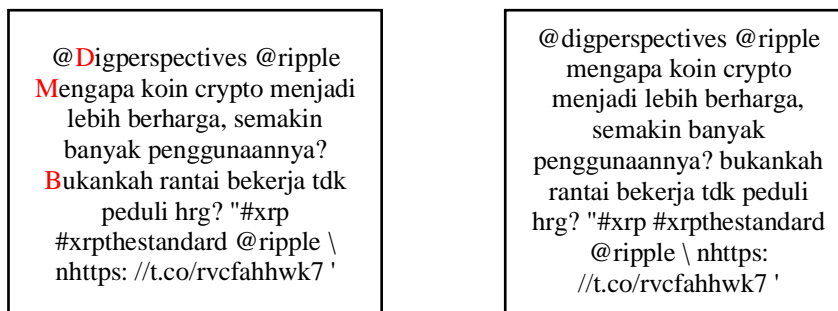 @Digperspectives @ripple
Mengapa koin crypto menjadi
lebih berharga, semakin
banyak penggunaannya?
Bukankah rantai bekerja tdk
peduli hrg? "#xrp
#xrpthestandard @ripple \
nhttps: //t.co/rvcfahhwk7 '
@digperspectives @ripple
mengapa koin crypto
menjadi lebih berharga,
semakin banyak
penggunaannya? bukankah
rantai bekerja tdk peduli
hrg? "#xrp #xrpthestandard
@ripple \ nhttps:
//t.co/rvcfahhwk7 '